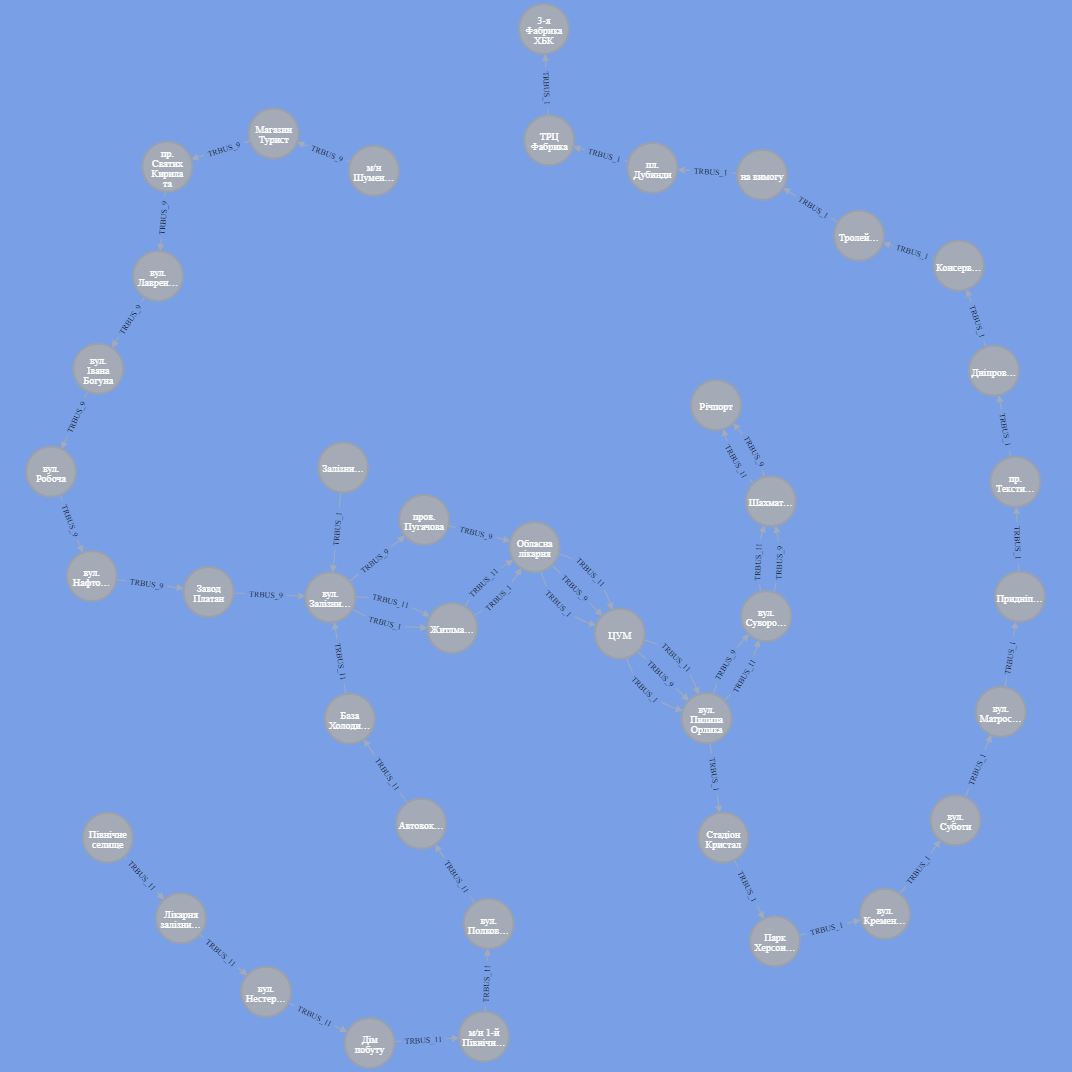 3-я
Фабрика
ХБК
TRBUS_1
ТРЦ
Фабрика
TRBUS_1
пл.
Дубинди
TRBUS_1
на вимогу
TRBUS_1
Тролей…
TRBUS_1
Консерв…
TRBUS_1
Дніпров…
TRBUS_1
пр.
Тексти…
TRBUS_1
Придніп…
TRBUS_1
вул.
Матрос…
TRBUS_1
вул.
Суботи
TRBUS_1
вул.
Кремен…
TRBUS_1
Парк
Херсон…
TRBUS_1
Стадіон
Кристал
TRBUS_1
м/н
Шумен…
TRBUS_9
Магазин
Турист
TRBUS_9
пр.
Святих
Кирила
та
TRBUS_9
вул.
Лаврен…
TRBUS_9
вул.
Івана
Богуна
TRBUS_9
вул.
Робоча
TRBUS_9
вул.
Нафто…
TRBUS_9
Завод
Платан
TRBUS_9
Залізни…
TRBUS_1
вул.
Залізни…
TRBUS_9
TRBUS_11
TRBUS_1
пров.
Пугачова
TRBUS_9
Житима…
TRBUS_11
TRBUS_1
Обласна
лікарня
TRBUS_11
TRBUS_9
TRBUS_1
ЦУМ
TRBUS_11
TRBUS_9
TRBUS_1
вул.
Пилипа
Орлика
TRBUS_9
TRBUS_11
вул.
Суворо…
TRBUS_11
TRBUS_9
Шахмат…
TRBUS_11
TRBUS_9
Річпорт
TRBUS_11
База
Холоди…
TRBUS_11
Автовок…
TRBUS_11
вул.
Полков…
TRBUS_11
м/н 1-й
Північн…
TRBUS_11
Дім
побуту
TRBUS_11
вул.
Нестер…
TRBUS_11
Лікарня
залізни…
TRBUS_11
Північне
селище